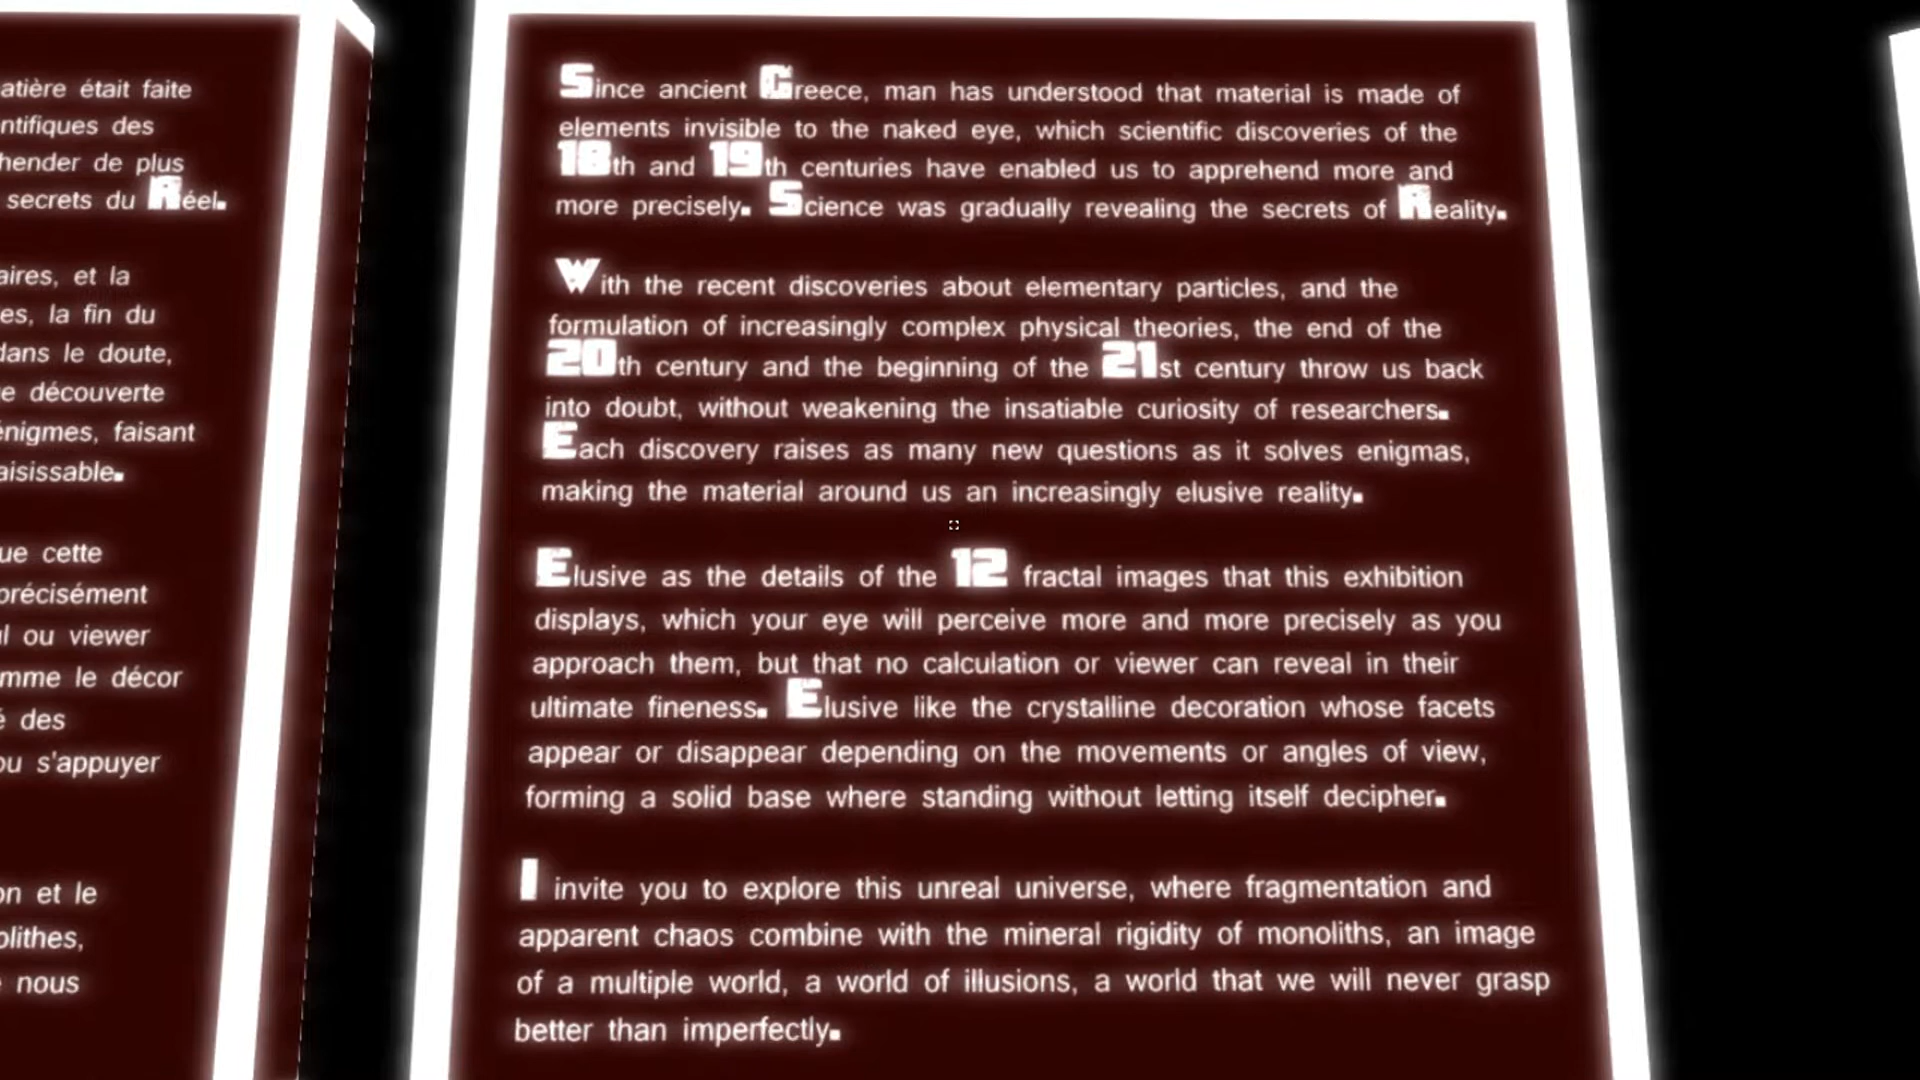 atière était faite
ntifiques des
hender de plus
secrets du Réel.
aires, et la
es, la fin du
dans le doute,
e découverte
énigmes, faisant
aisissable.
ue cette
précisément
l ou viewer
mme le décor
é des
ou s'appuyer
on et le
olithes,
nous
Since ancient Greece, man has understood that material is made of
elements invisible to the naked eye, which scientific discoveries of the
18th and 19th centuries have enabled us to apprehend more and
more precisely. Science was gradually revealing the secrets of Reality.
With the recent discoveries about elementary particles, and the
formulation of increasingly complex physical theories, the end of the
20th century and the beginning of the 21st century throw us back
into doubt, without weakening the insatiable curiosity of researchers.
Each discovery raises as many new questions as it solves enigmas,
making the material around us an increasingly elusive reality.
Elusive as the details of the 12 fractal images that this exhibition
displays, which your eye will perceive more and more precisely as you
approach them, but that no calculation or viewer can reveal in their
ultimate fineness. Elusive like the crystalline decoration whose facets
appear or disappear depending on the movements or angles of view,
forming a solid base where standing without letting itself decipher.
I invite you to explore this unreal universe, where fragmentation and
apparent chaos combine with the mineral rigidity of monoliths, an image
of a multiple world, a world of illusions, a world that we will never grasp
better than imperfectly.